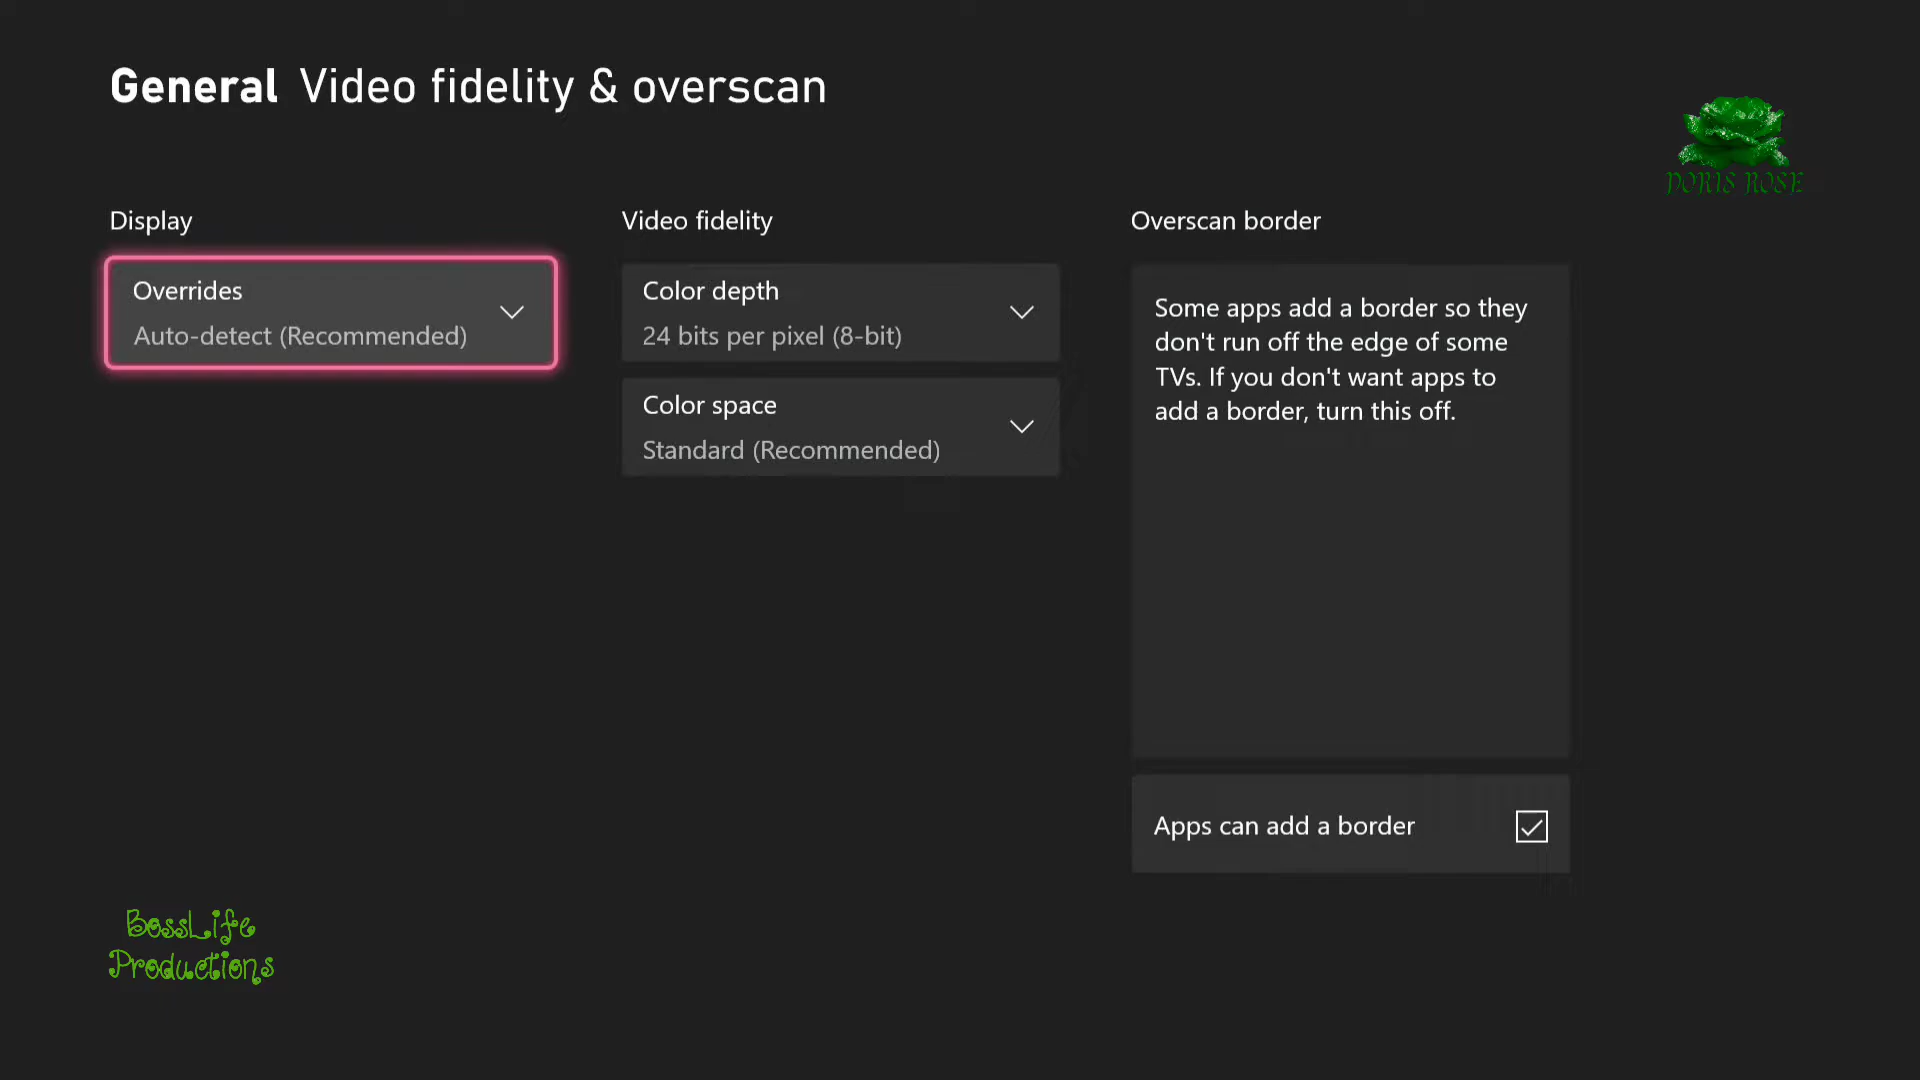 General Video fidelity & overscan
DORIS ROSE
Display
Overrides
Auto-detect (Recommended)
Video fidelity
Color depth
24 bits per pixel (8-bit)
Color space
Standard (Recommended)
Overscan border
Some apps add a border so they
don't run off the edge of some
TVs. If you don't want apps to
add a border, turn this off.
Apps can add a border
BossLife
Productions